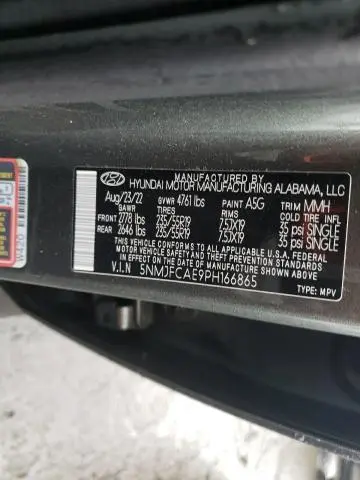 MANUFACTURED BY
HYUNDAI MOTOR MANUFACTURING ALABAMA, LLC
Aug/23/22 GVWR 4761 lbs PAINT A5G TRIM MMH
GAWR TIRES RIMS COLD TIRE INF. PR.
FRONT 2778 lbs 235/55R19 7.5JX19 35 psi SINGLE
REAR 2646 lbs 235/55R19 7.5JX19 35 psi SINGLE
THIS VEHICLE CONFORMS TO ALL APPLICABLE U.S.A. FEDERAL
MOTOR VEHICLE SAFETY AND THEFT PREVENTION STANDARDS
IN EFFECT ON THE DATE OF MANUFACTURE SHOWN ABOVE.
V.I.N 5NMJFCAE9PH166865
TYPE: MPV
W420